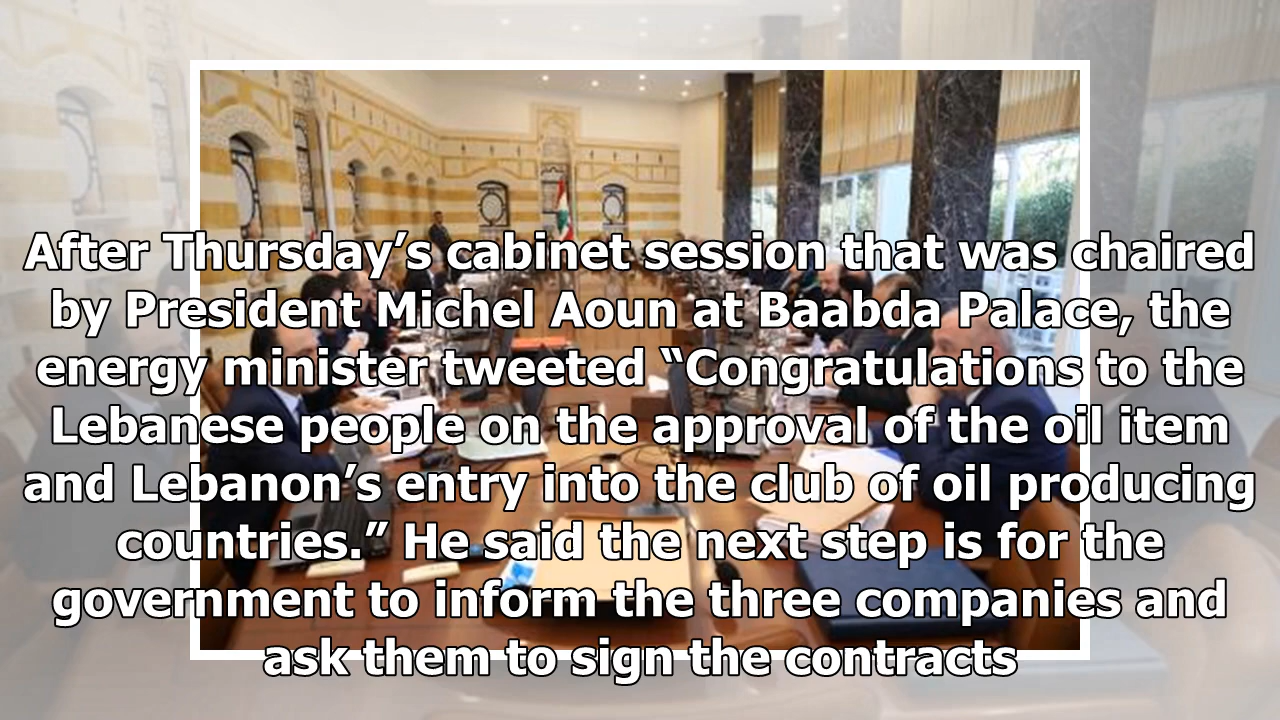 After Thursday’s cabinet session that was chaired
by President Michel Aoun at Baabda Palace, the
energy minister tweeted “Congratulations to the
Lebanese people on the approval of the oil item
and Lebanon’s entry into the club of oil producing
countries.” He said the next step is for the
government to inform the three companies and
ask them to sign the contracts